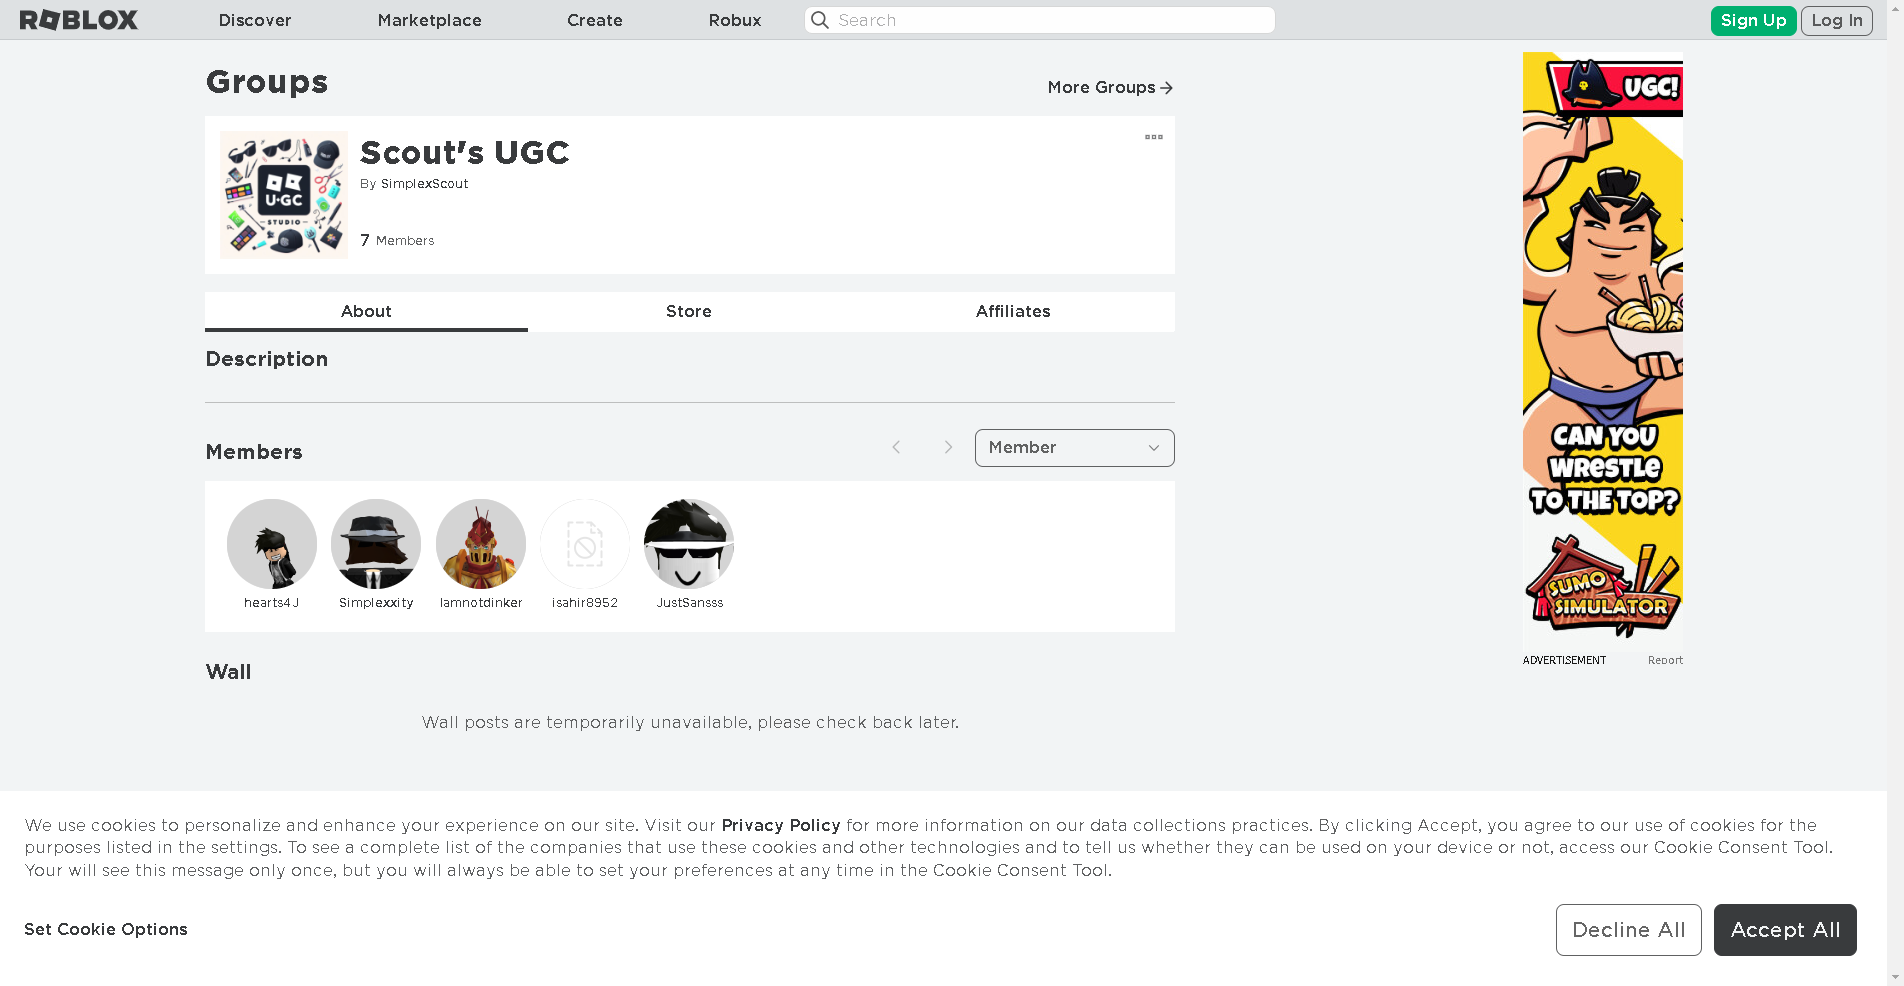 ROBLOX
Discover
Marketplace
Create
Robux
Search
Sign Up
Log In
Groups
More Groups
U·GC
STUDIO
Scout's UGC
By SimplexScout
7 Members
About
Store
Affiliates
Description
Members
Member
hearts4J
Simplexxity
Iamnotdinker
isahir8952
JustSansss
Wall
Wall posts are temporarily unavailable, please check back later.
UGC!
CAN YOU
WRESTLE
TO THE TOP?
SUMO
SIMULATOR
ADVERTISEMENT
Report
We use cookies to personalize and enhance your experience on our site. Visit our Privacy Policy for more information on our data collections practices. By clicking Accept, you agree to our use of cookies for the
purposes listed in the settings. To see a complete list of the companies that use these cookies and other technologies and to tell us whether they can be used on your device or not, access our Cookie Consent Tool.
Your will see this message only once, but you will always be able to set your preferences at any time in the Cookie Consent Tool.
Set Cookie Options
Decline All
Accept All